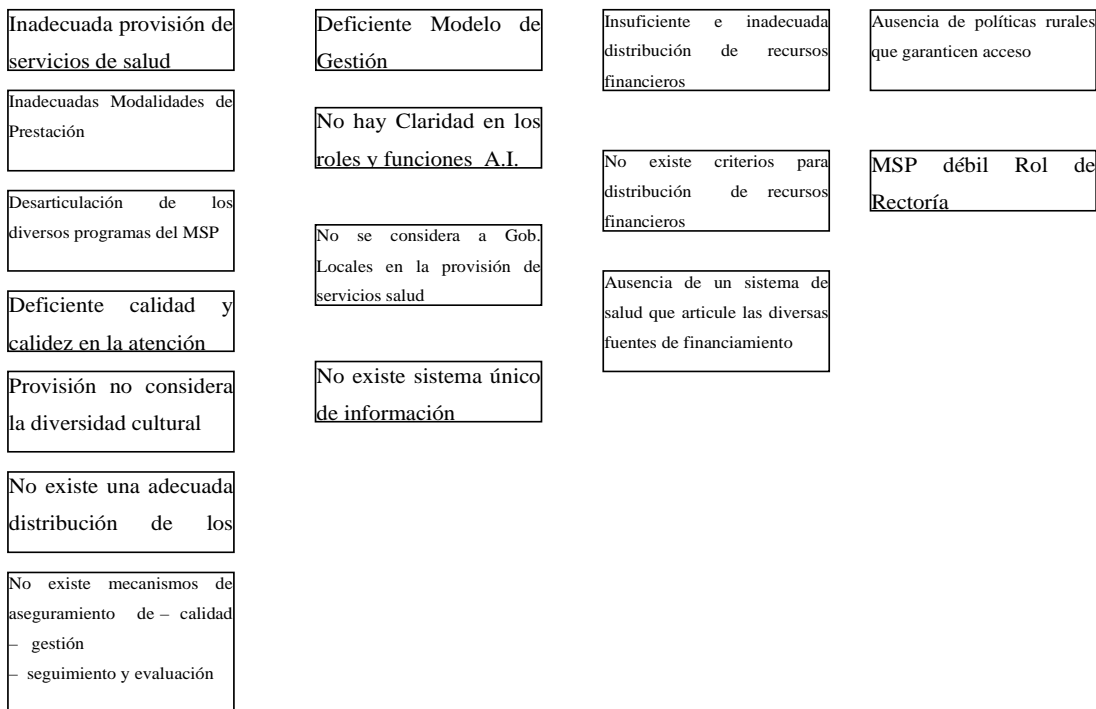 Inadecuada provisión de
servicios de salud
Inadecuadas Modalidades de
Prestación
Desarticulación de los
diversos programas del MSP
Deficiente calidad y
calidez en la atención
Provisión no considera
la diversidad cultural
No existe una adecuada
distribución de los
No existe mecanismos de
aseguramiento de – calidad
– gestión
– seguimiento y evaluación
Deficiente Modelo de
Gestión
No hay Claridad en los
roles y funciones A.I.
No se considera a Gob.
Locales en la provisión de
servicios salud
No existe sistema único
de información
Insuficiente e inadecuada
distribución de recursos
financieros
No existe criterios para
distribución de recursos
financieros
Ausencia de un sistema de
salud que articule las diversas
fuentes de financiamiento
Ausencia de políticas rurales
que garanticen acceso
MSP débil Rol de
Rectoría